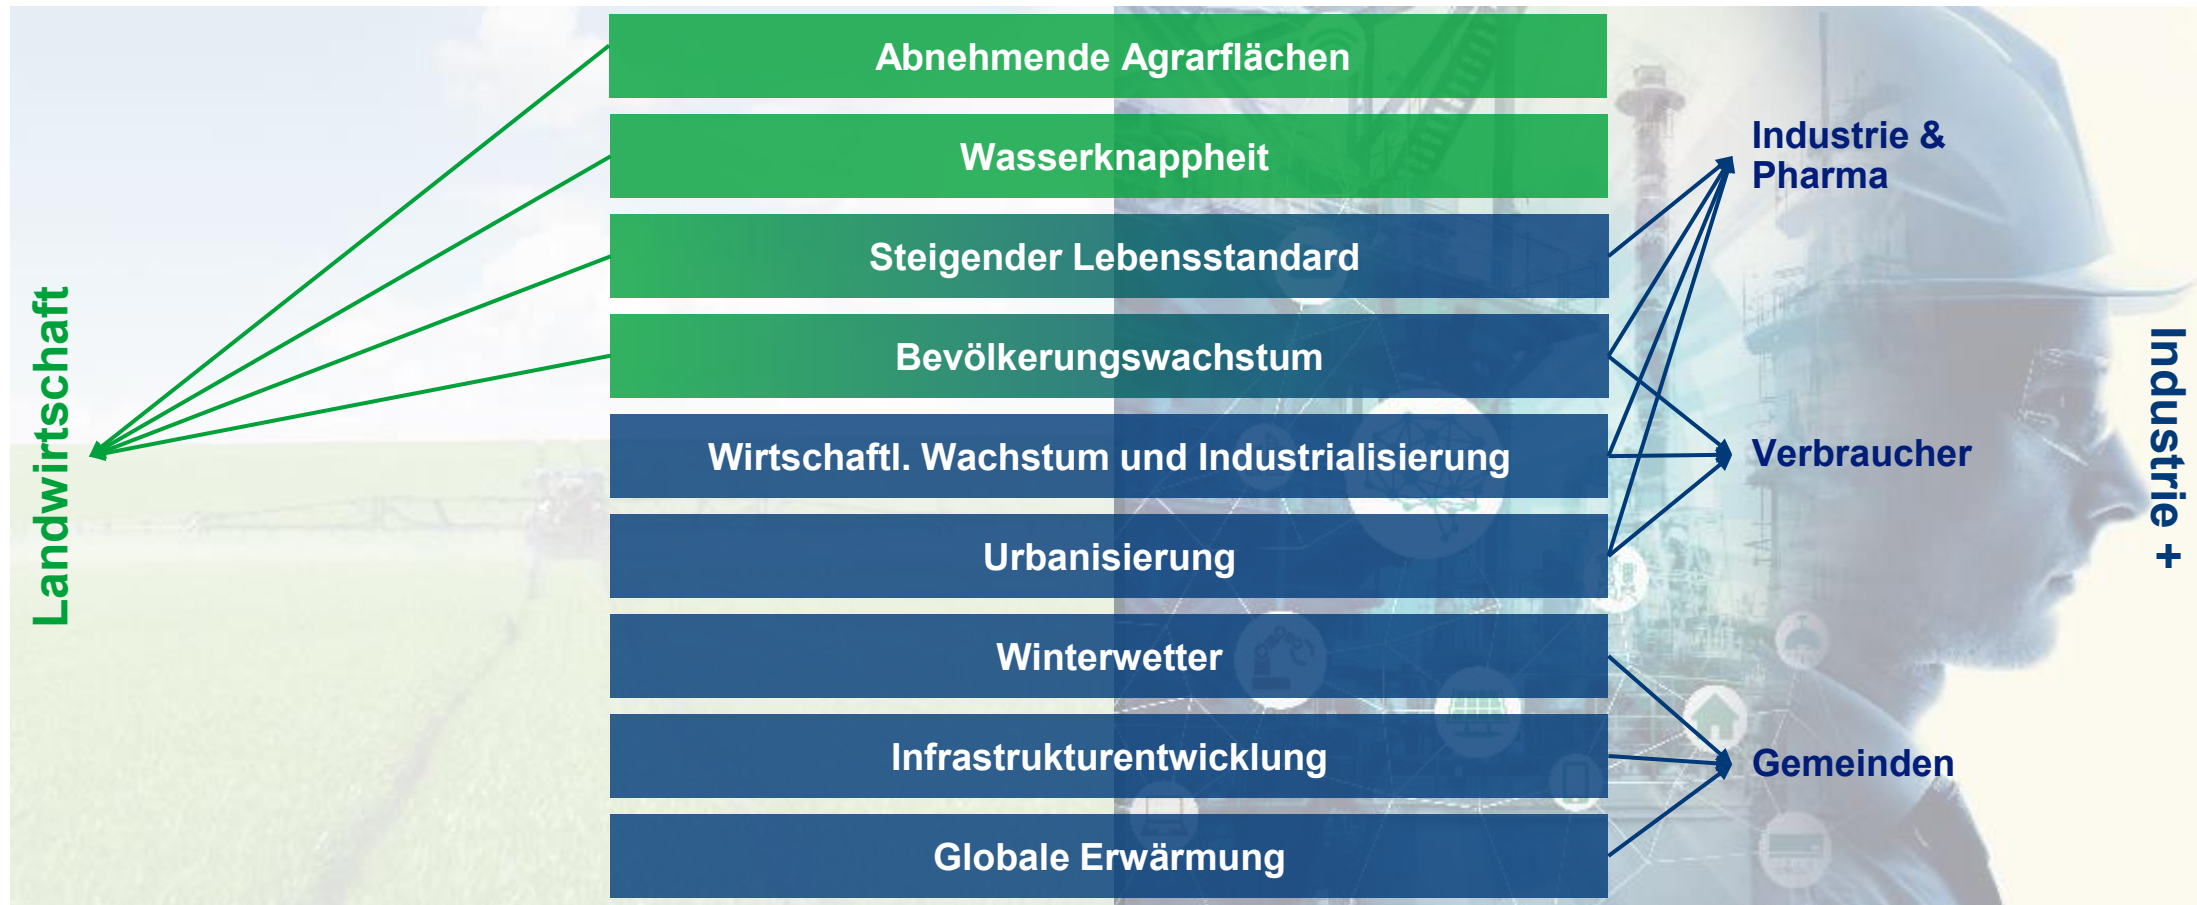 Landwirtschaft
Abnehmende Agrarflächen
Wasserknappheit
Steigender Lebensstandard
Bevölkerungswachstum
Wirtschaftl. Wachstum und Industrialisierung
Urbanisierung
Winterwetter
Infrastrukturentwicklung
Globale Erwärmung
Industrie &
Pharma
Verbraucher
Gemeinden
Industrie +